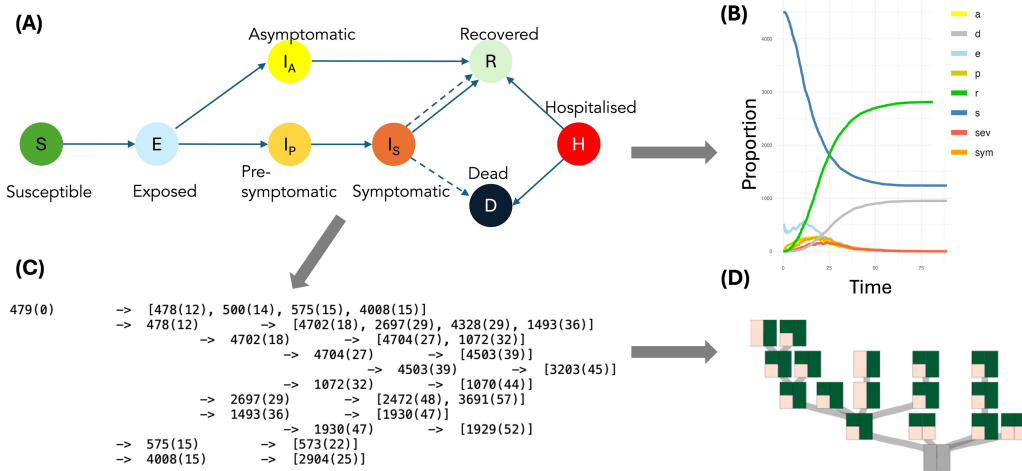 (A)
Asymptomatic
Recovered
I_A
R
Hospitalised
S
E
I_P
I_S
H
Susceptible
Exposed
Pre-
symptomatic
Symptomatic
Dead
D
(B)
Proportion
4000
3000
2000
1000
0
0
25
50
75
Time
a
d
e
p
r
s
sev
sym
(C)
479(0) -> [478(12), 500(14), 575(15), 4008(15)]
-> 478(12) -> [4702(18), 2697(29), 4328(29), 1493(36)]
-> 4702(18) -> [4704(27), 1072(32)]
-> 4704(27) -> [4503(39)]
-> 4503(39) -> [3203(45)]
-> 1072(32) -> [1070(44)]
-> 2697(29) -> [2472(48), 3691(57)]
-> 1493(36) -> [1930(47)]
-> 1930(47) -> [1929(52)]
-> 575(15) -> [573(22)]
-> 4008(15) -> [2904(25)]
(D)